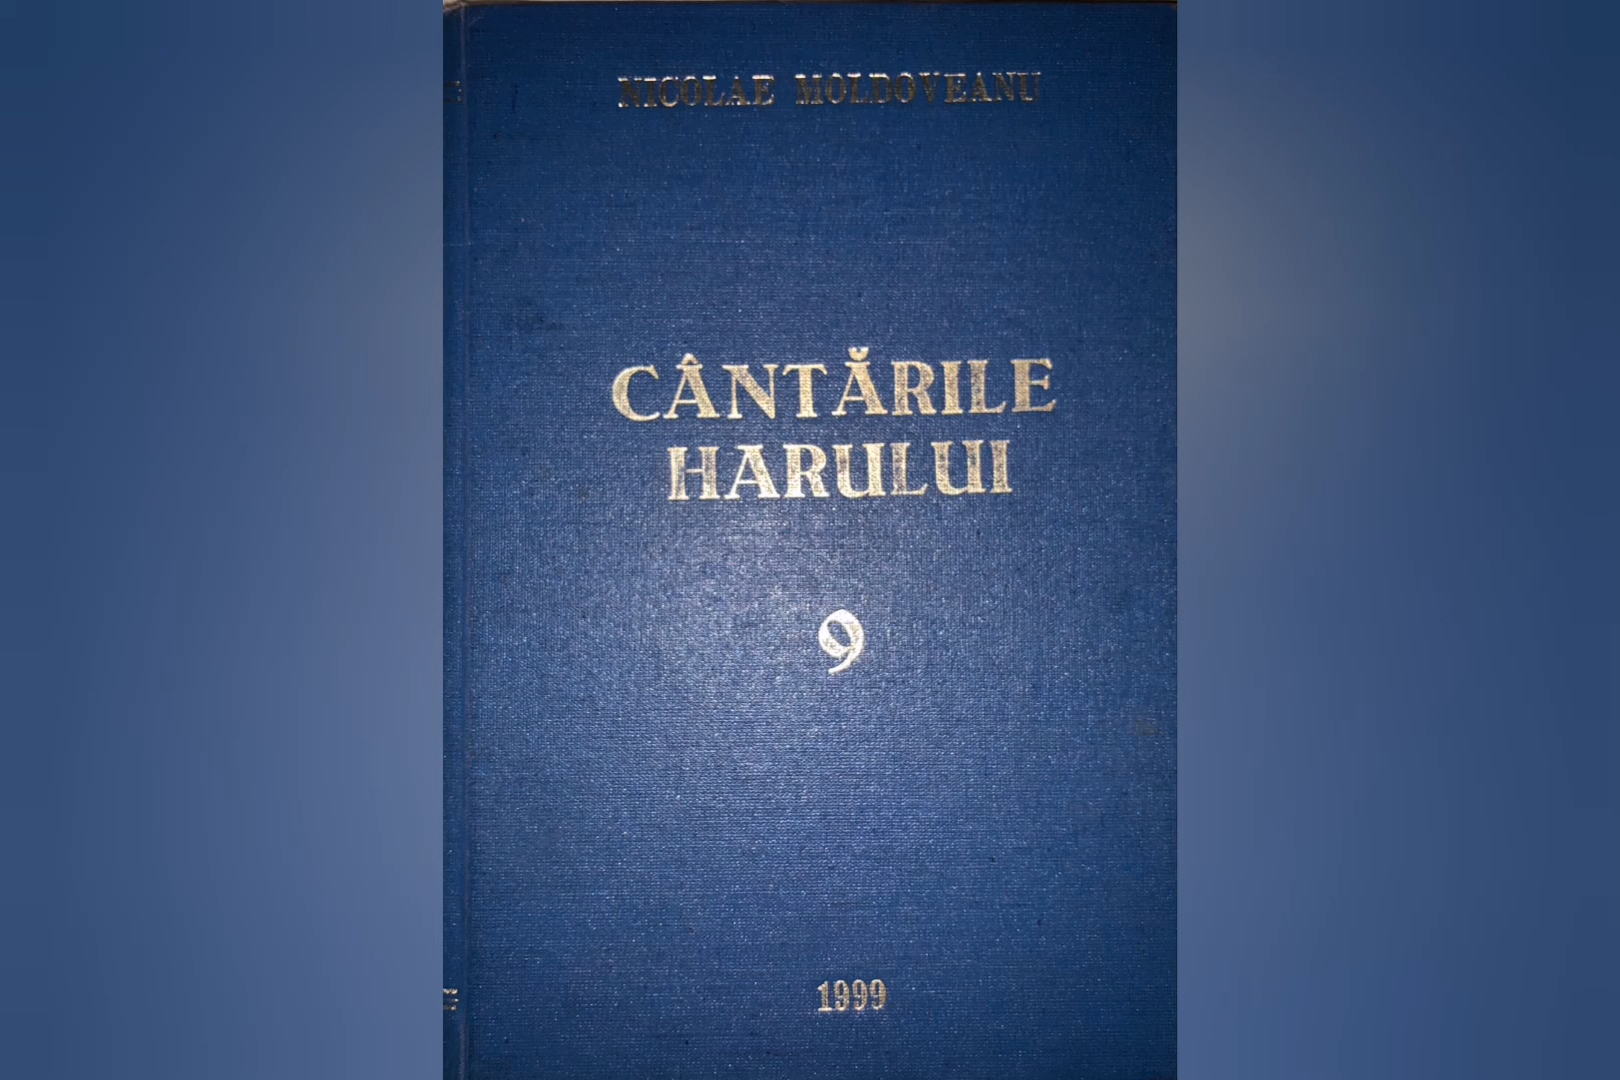 NICOLAE MOLDOVEANU
CÂNTĂRILE
HARULUI
9
1999